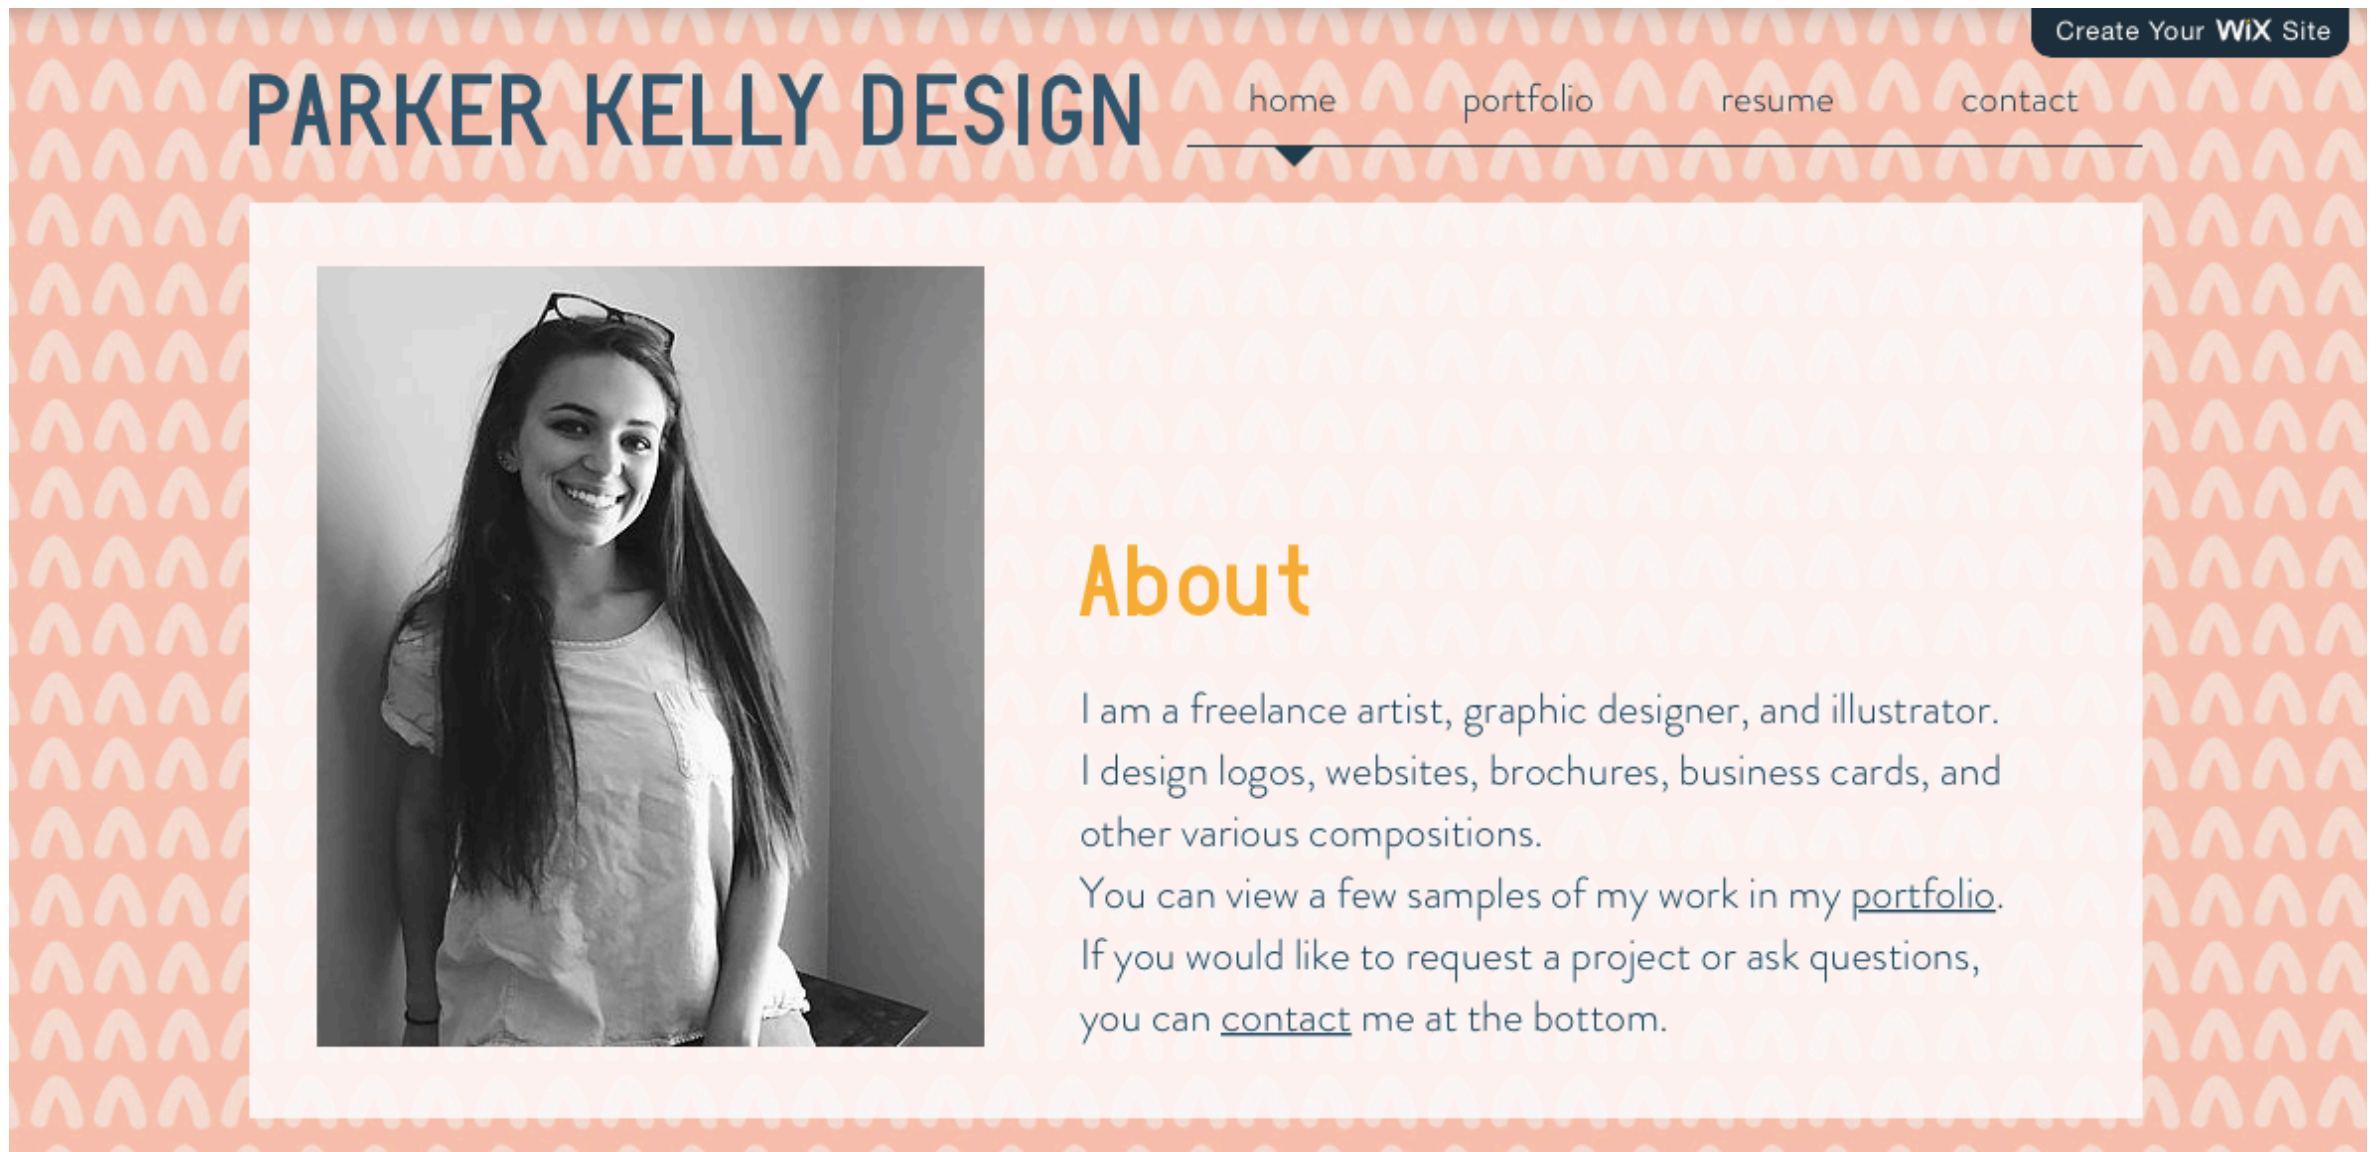 Create Your WiX Site
PARKER KELLY DESIGN
home portfolio resume contact
About
I am a freelance artist, graphic designer, and illustrator.
I design logos, websites, brochures, business cards, and
other various compositions.
You can view a few samples of my work in my portfolio.
If you would like to request a project or ask questions,
you can contact me at the bottom.